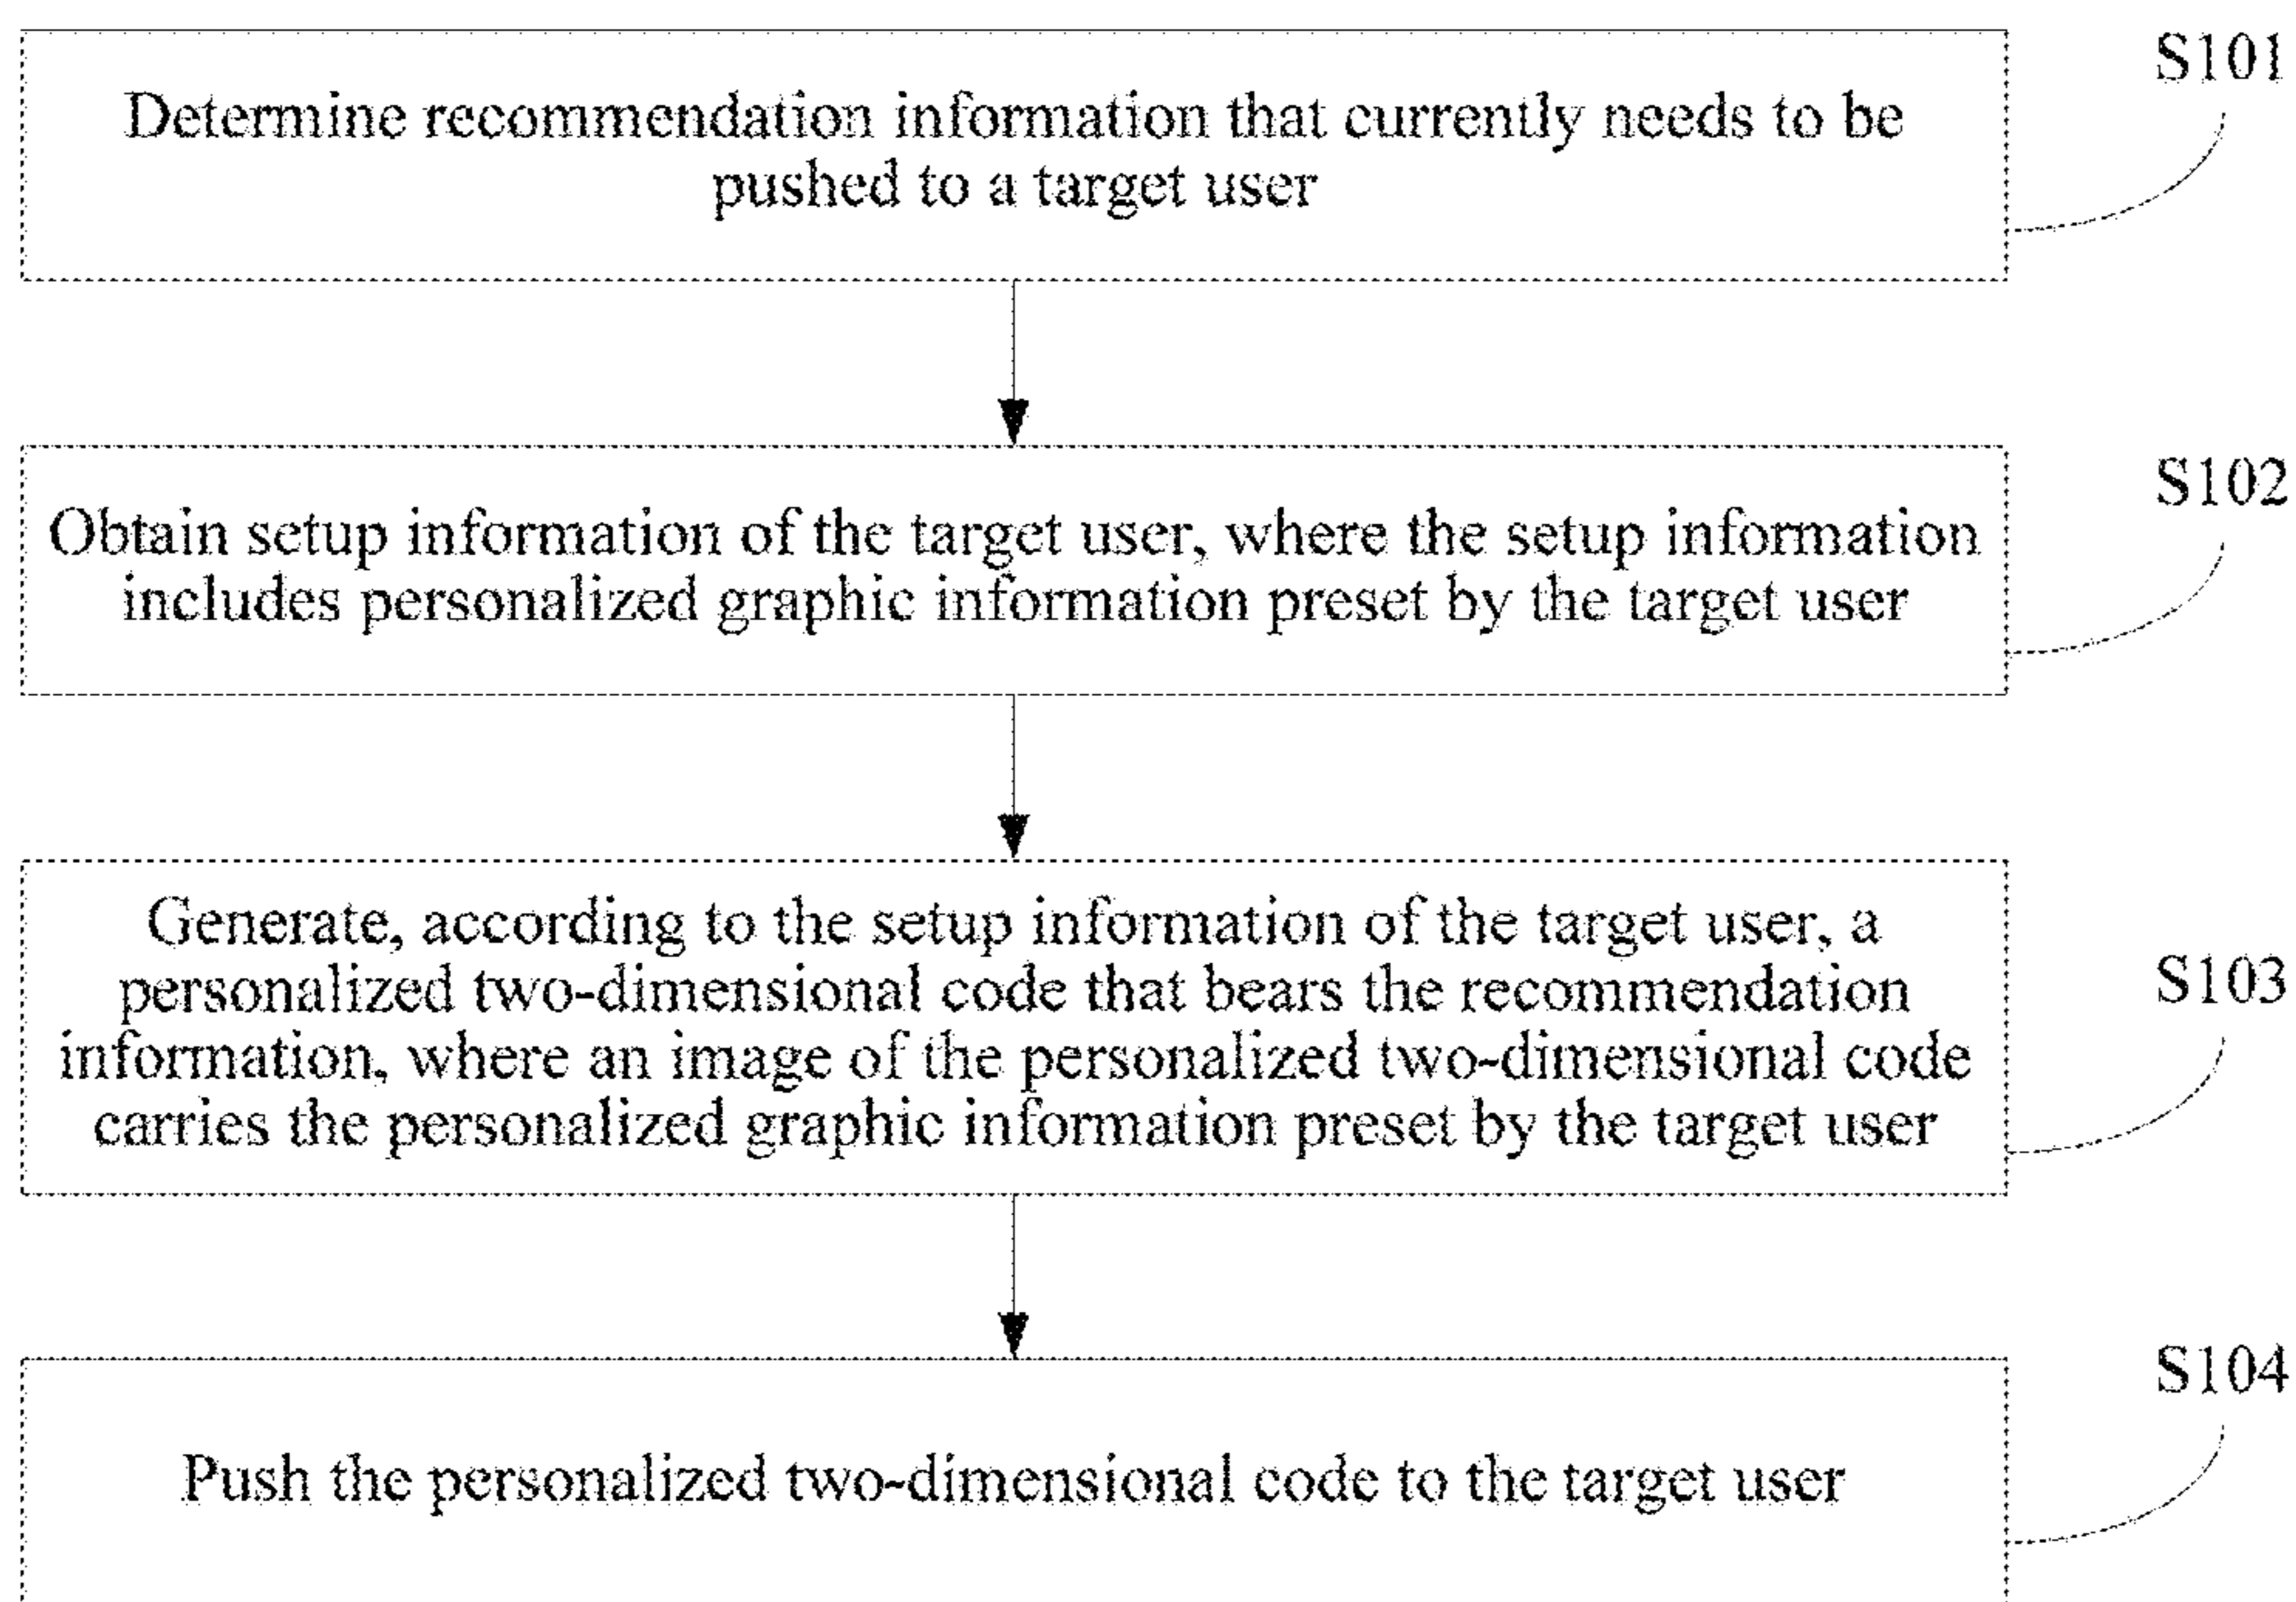 S101
Determine recommendation information that currently needs to be
pushed to a target user
S102
Obtain setup information of the target user, where the setup information
includes personalized graphic information preset by the target user
Generate, according to the setup information of the target user, a
personalized two-dimensional code that bears the recommendation
S103
information, where an image of the personalized two-dimensional code
carries the personalized graphic information preset by the target user
S104
Push the personalized two-dimensional code to the target user